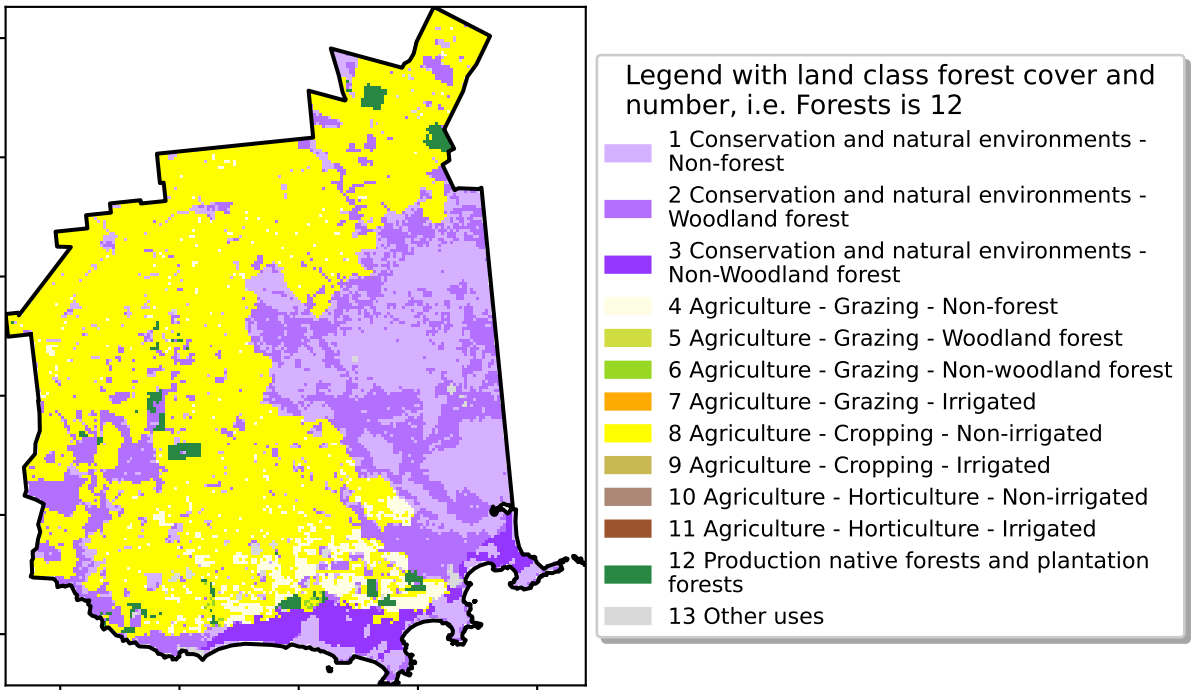 Legend with land class forest cover and
number, i.e. Forests is 12
1 Conservation and natural environments -
Non-forest
2 Conservation and natural environments -
Woodland forest
3 Conservation and natural environments -
Non-Woodland forest
4 Agriculture - Grazing - Non-forest
5 Agriculture - Grazing - Woodland forest
6 Agriculture - Grazing - Non-woodland forest
7 Agriculture - Grazing - Irrigated
8 Agriculture - Cropping - Non-irrigated
9 Agriculture - Cropping - Irrigated
10 Agriculture - Horticulture - Non-irrigated
11 Agriculture - Horticulture - Irrigated
12 Production native forests and plantation
forests
13 Other uses